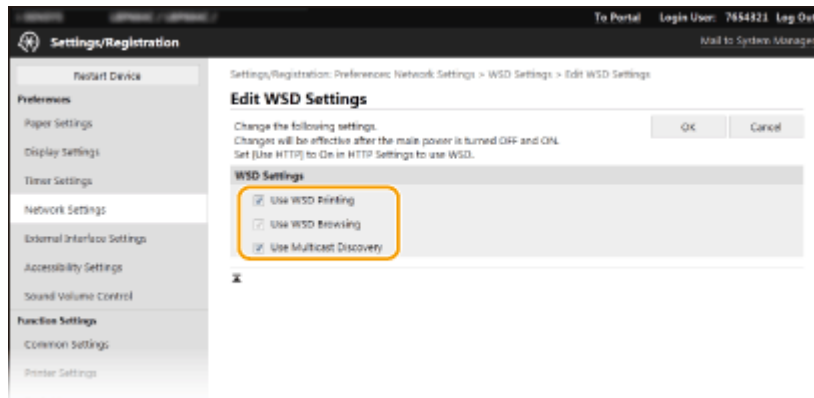 To Portal Login User: 7654321 Log Out
Settings/Registration
Mail to System Manager
Restart Device
Preferences
Paper Settings
Display Settings
Timer Settings
Network Settings
External Interface Settings
Accessibility Settings
Sound Volume Control
Function Settings
Common Settings
Printer Settings
Settings/Registration: Preferences: Network Settings > WSD Settings > Edit WSD Settings
Edit WSD Settings
Change the following settings.
Changes will be effective after the main power is turned OFF and ON.
Set [Use HTTP] to On in HTTP Settings to use WSD.
OK Cancel
WSD Settings
Use WSD Printing
Use WSD Browsing
Use Multicast Discovery